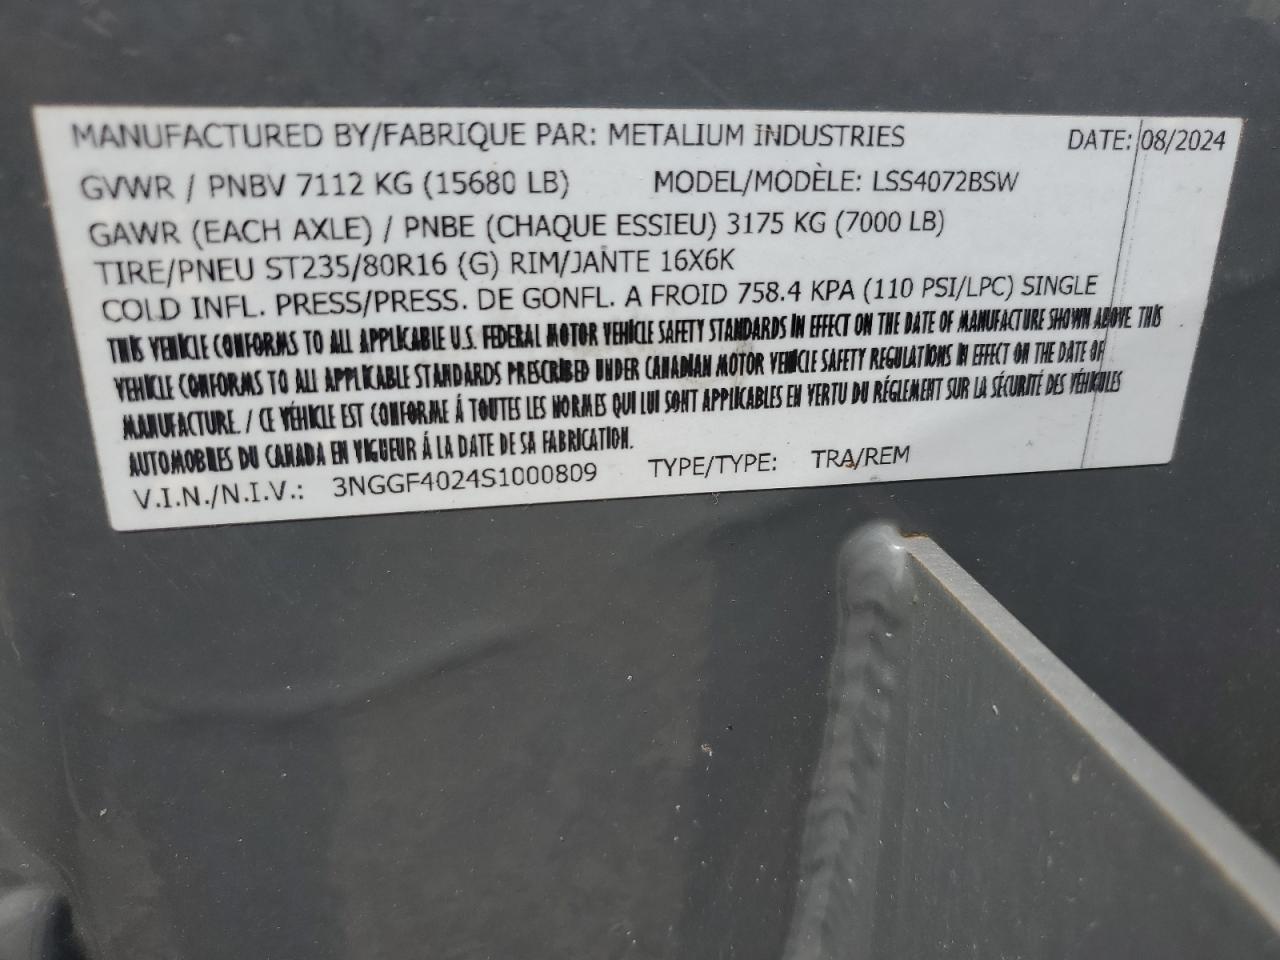 MANUFACTURED BY/FABRIQUE PAR: METALIUM INDUSTRIES DATE: 08/2024
GVWR / PNBV 7112 KG (15680 LB) MODEL/MODÈLE: LSS4072BSW
GAWR (EACH AXLE) / PNBE (CHAQUE ESSIEU) 3175 KG (7000 LB)
TIRE/PNEU ST235/80R16 (G) RIM/JANTE 16X6K
COLD INFL. PRESS/PRESS. DE GONFL. A FROID 758.4 KPA (110 PSI/LPC) SINGLE
THIS VEHICLE CONFORMS TO ALL APPLICABLE U.S. FEDERAL MOTOR VEHICLE SAFETY STANDARDS IN EFFECT ON THE DATE OF MANUFACTURE SHOWN ABOVE. THIS
VEHICLE CONFORMS TO ALL APPLICABLE STANDARDS PRESCRIBED UNDER CANADIAN MOTOR VEHICLE SAFETY REGULATIONS IN EFFECT ON THE DATE OF
MANUFACTURE. / CE VÉHICLE EST CONFORME Á TOUTES LES NORMES QUI LUI SONT APPLICABLES EN VERTU DU RÉGLEMENT SUR LA SÉCURITÉ DES VÉHICULES
AUTOMOBILES DU CANADA EN VIGUEUR Á LA DATE DE SA FABRICATION.
V.I.N./N.I.V.: 3NGGF4024S1000809 TYPE/TYPE: TRA/REM